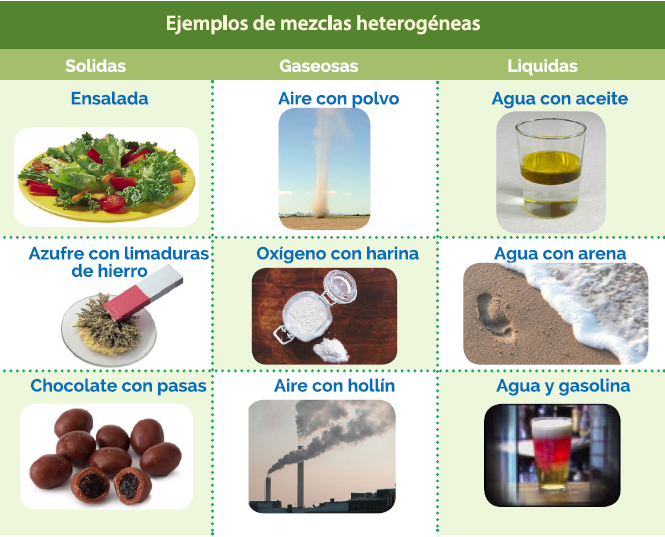 Ejemplos de mezclas heterogéneas
Solidas
Gaseosas
Liquidas
Ensalada
Aire con polvo
Agua con aceite
Azufre con limaduras
de hierro
Oxígeno con harina
Agua con arena
Chocolate con pasas
Aire con hollín
Agua y gasolina